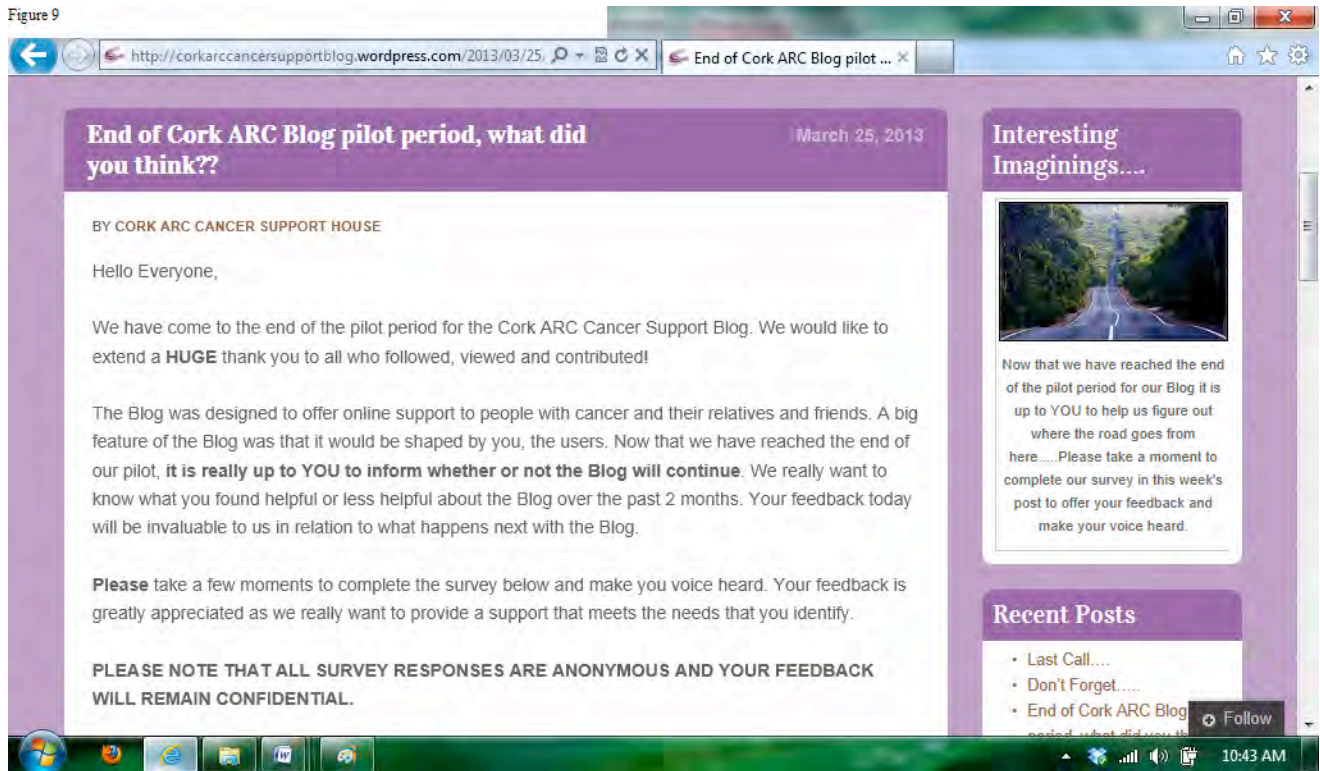 Figure 9
http://corkarccancersupportblog.wordpress.com/2013/03/25,
End of Cork ARC Blog pilot ...
End of Cork ARC Blog pilot period, what did
you think??
March 25, 2013
BY CORK ARC CANCER SUPPORT HOUSE
Hello Everyone,
We have come to the end of the pilot period for the Cork ARC Cancer Support Blog. We would like to
extend a HUGE thank you to all who followed, viewed and contributed!
The Blog was designed to offer online support to people with cancer and their relatives and friends. A big
feature of the Blog was that it would be shaped by you, the users. Now that we have reached the end of
our pilot, it is really up to YOU to inform whether or not the Blog will continue. We really want to
know what you found helpful or less helpful about the Blog over the past 2 months. Your feedback today
will be invaluable to us in relation to what happens next with the Blog.
Please take a few moments to complete the survey below and make you voice heard. Your feedback is
greatly appreciated as we really want to provide a support that meets the needs that you identify.
PLEASE NOTE THAT ALL SURVEY RESPONSES ARE ANONYMOUS AND YOUR FEEDBACK
WILL REMAIN CONFIDENTIAL.
Interesting
Imaginings....
Now that we have reached the end
of the pilot period for our Blog it is
up to YOU to help us figure out
where the road goes from
here.....Please take a moment to
complete our survey in this week's
post to offer your feedback and
make your voice heard.
Recent Posts
• Last Call....
• Don't Forget.....
• End of Cork ARC Blog
period, what did you th
Follow
10:43 AM